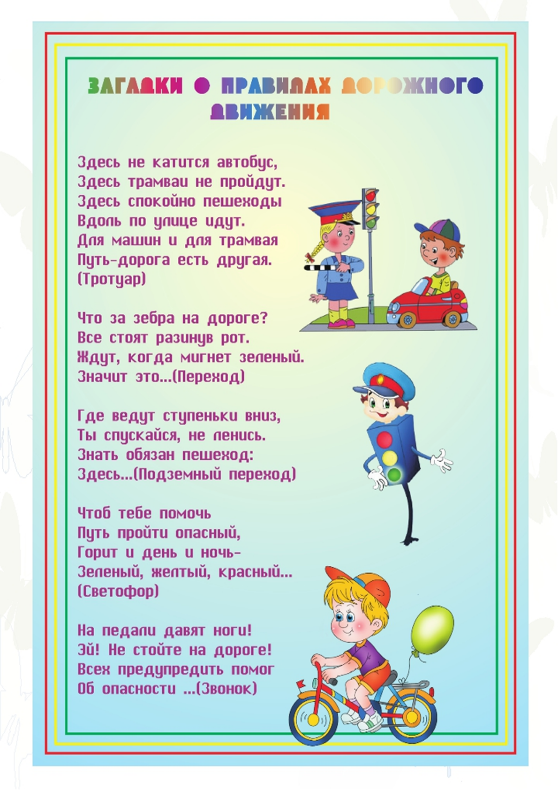 ЗАГАДКИ О ПРАВИЛАХ ДОРОЖНОГО
ДВИЖЕНИЯ
Здесь не катится автобус,
Здесь трамваи не пройдут.
Здесь спокойно пешеходы
Вдоль по улице идут.
Для машин и для трамвая
Путь-дорога есть другая.
(Тротуар)
Что за зебра на дороге?
Все стоят разинув рот.
Ждут, когда мигнет зеленый.
Значит это...(Переход)
Где ведут ступеньки вниз,
Ты спускайся, не ленись.
Знать обязан пешеход:
Здесь...(Подземный переход)
Чтоб тебе помочь
Путь пройти опасный,
Горит и день и ночь-
Зеленый, желтый, красный...
(Светофор)
На педали давят ноги!
Эй! Не стойте на дороге!
Всех предупредить помог
Об опасности ...(Звонок)